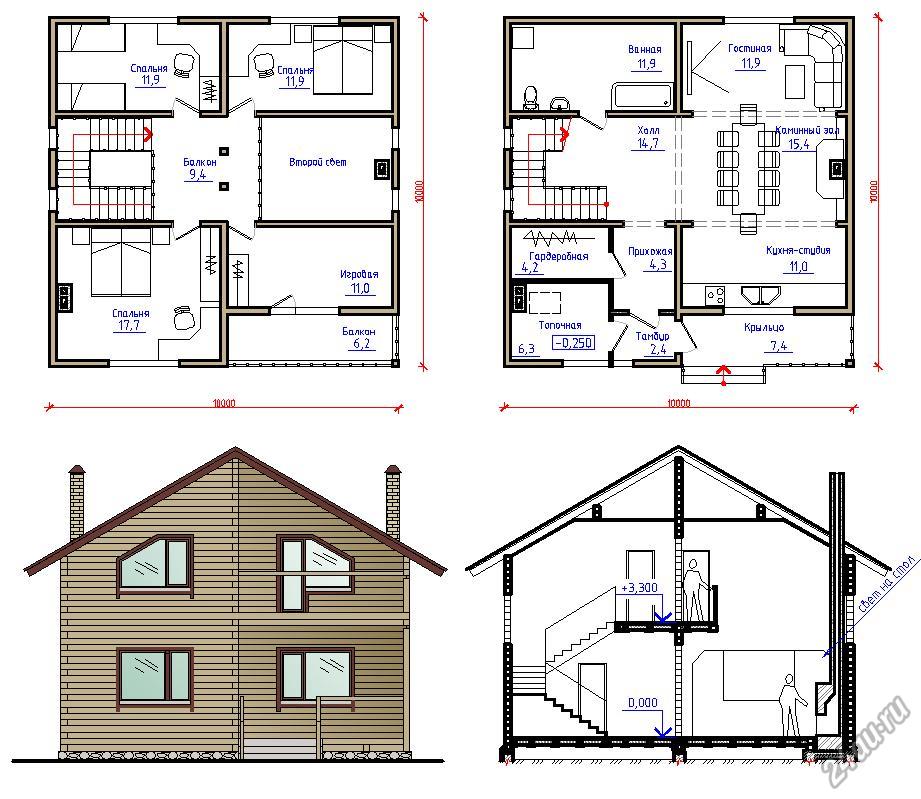 Спальня
11,9
Спальня
11,9
Балкон
9,4
Второй свет
Спальня
17,7
Игровая
11,0
Балкон
6,2
10000
10000
Ванная
11,9
Гостиная
11,9
Холл
14,7
Каминный зал
15,4
Гардеробная
4,2
Прихожая
4,3
Кухня-студия
11,0
Топочная
6,3
-0,250
Тамбур
2,4
Крыльцо
7,4
10000
10000
+3,300
0,000
свет на стол